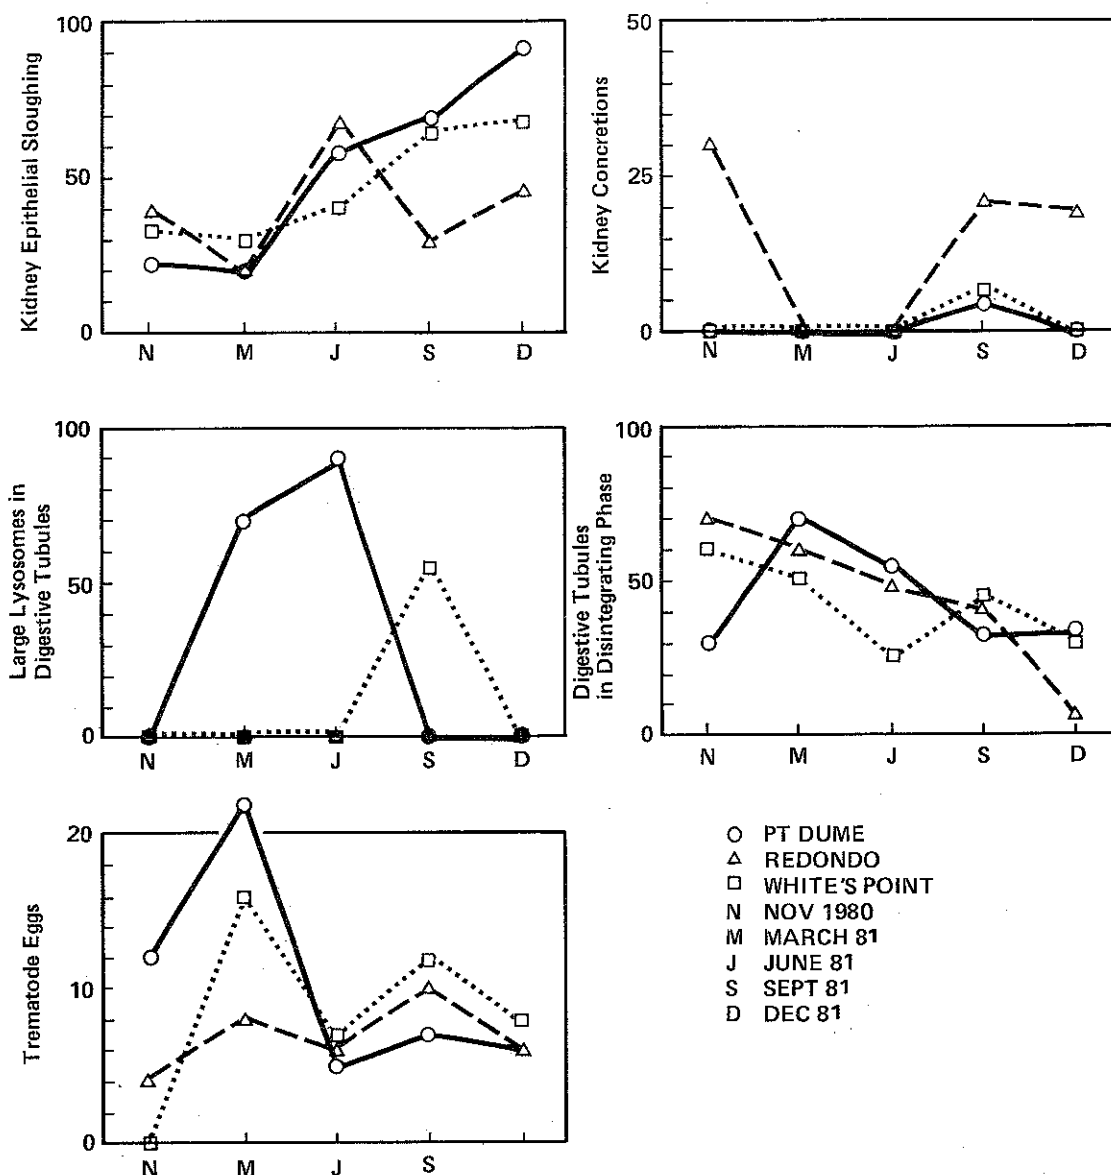 Kidney Epithelial Sloughing
100
50
0
N M J S D
Kidney Concretions
50
25
0
N M J S D
Large Lysosomes in
Digestive Tubules
100
50
0
N M J S D
Digestive Tubules
in Disintegrating Phase
100
50
0
N M J S D
Trematode Eggs
20
10
0
N M J S
PT DUME
REDONDO
WHITE'S POINT
N NOV 1980
M MARCH 81
J JUNE 81
S SEPT 81
D DEC 81